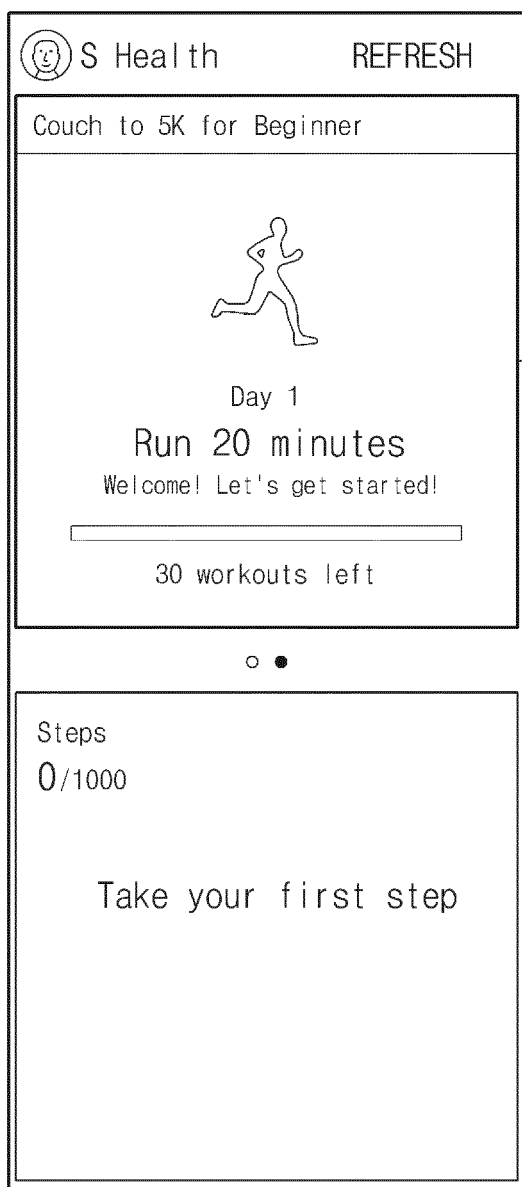 S Health REFRESH
Couch to 5K for Beginner
Day 1
Run 20 minutes
Welcome! Let's get started!
30 workouts left
Steps
0/1000
Take your first step